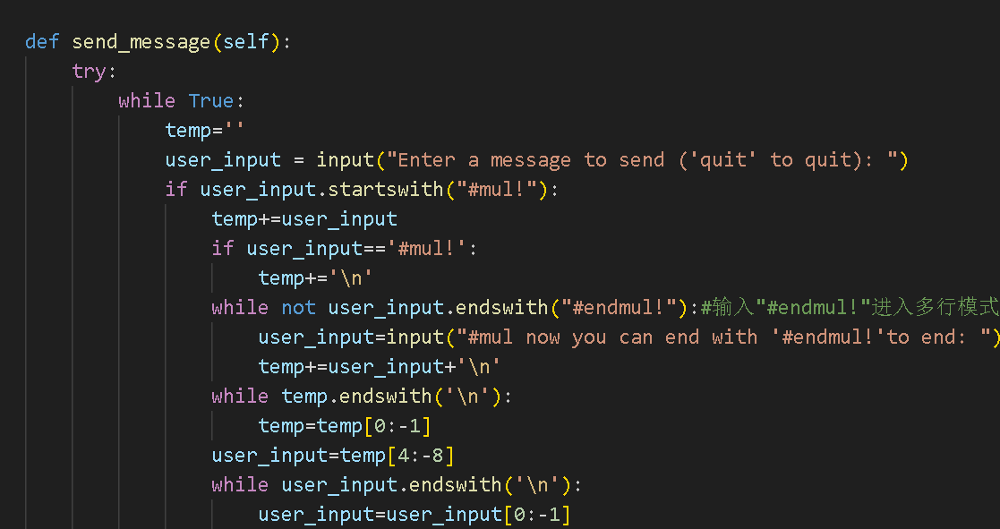 def send_message(self):
    try:
        while True:
            temp=''
            user_input = input("Enter a message to send ('quit' to quit): ")
            if user_input.startswith("#mul!"):
                temp+=user_input
                if user_input=='#mul!':
                    temp+='\n'
                while not user_input.endswith("#endmul!"):#输入"#endmul!"进入多行模式
                    user_input=input("#mul now you can end with '#endmul!'to end: ")
                    temp+=user_input+'\n'
                while temp.endswith('\n'):
                    temp=temp[0:-1]
                user_input=temp[4:-8]
                while user_input.endswith('\n'):
                    user_input=user_input[0:-1]